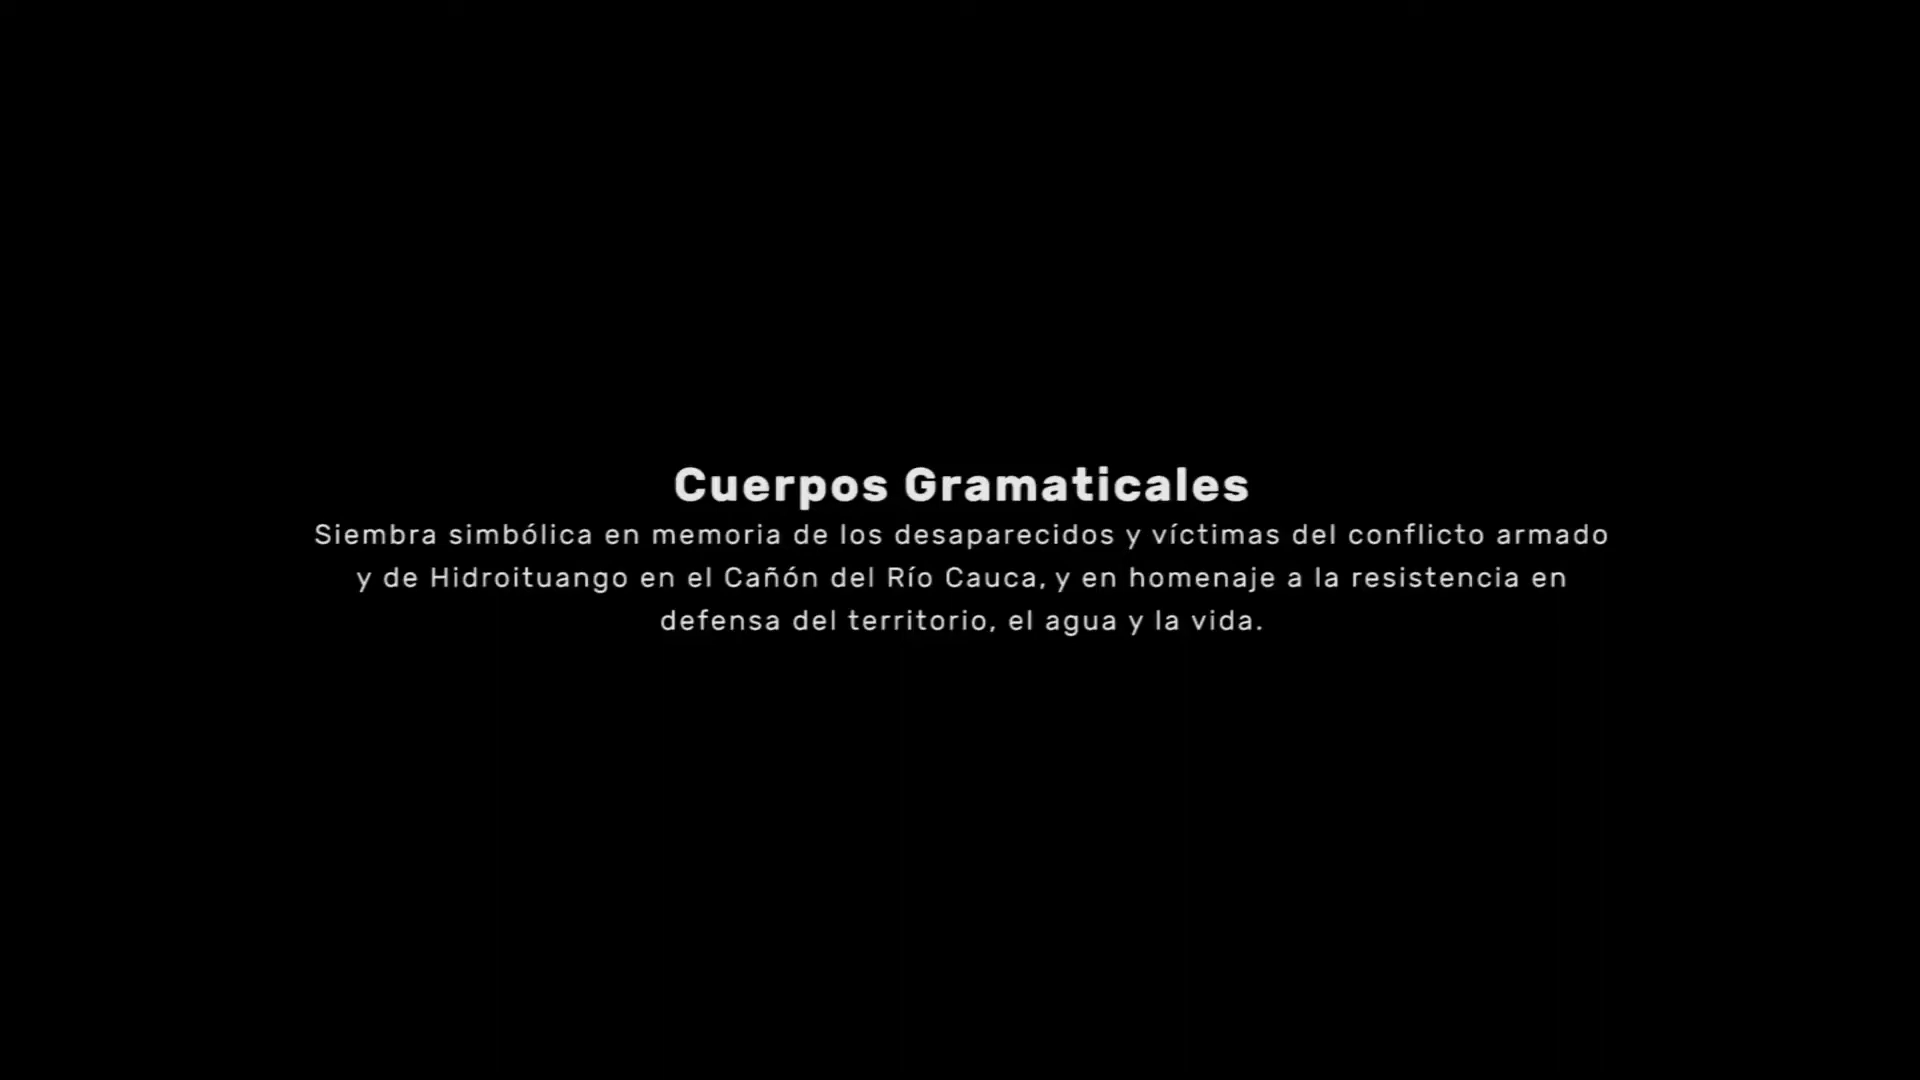 Cuerpos Gramaticales
Siembra simbólica en memoria de los desaparecidos y víctimas del conflicto armado
y de Hidroituango en el Cañón del Río Cauca, y en homenaje a la resistencia en
defensa del territorio, el agua y la vida.